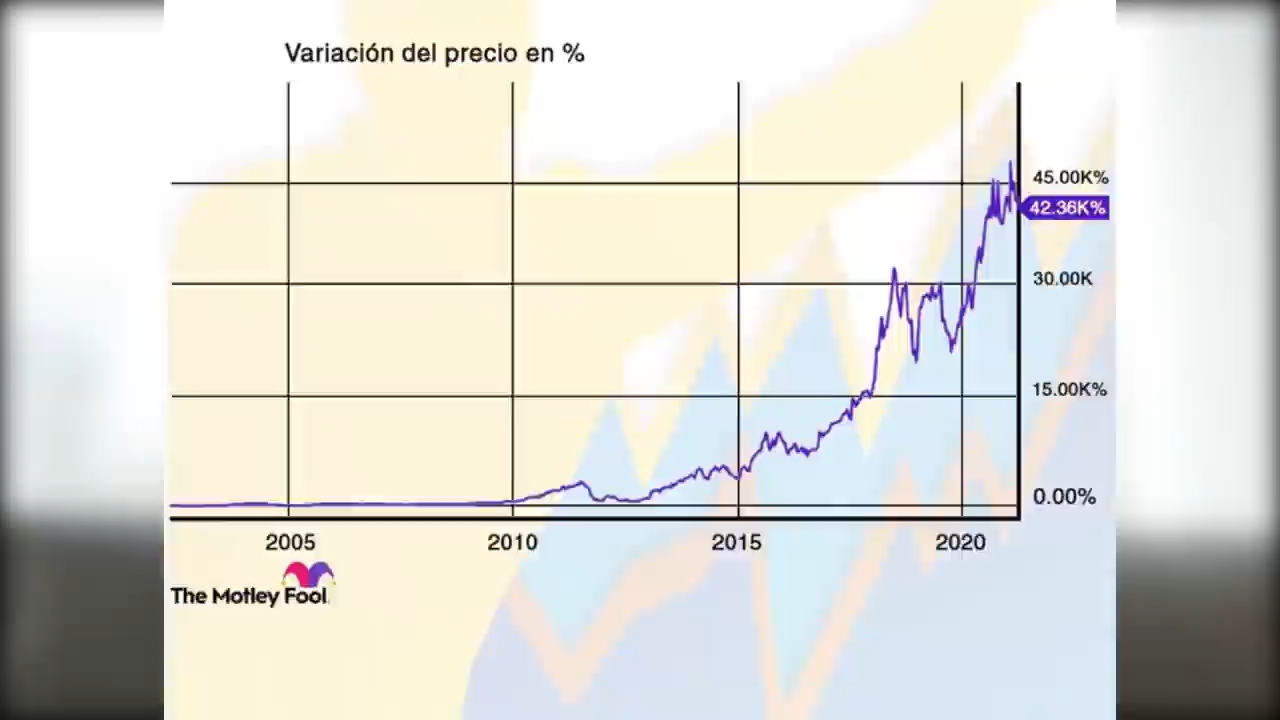 Variación del precio en %
45.00K%
42.36K%
30.00K
15.00K%
0.00%
2005 2010 2015 2020
The Motley Fool